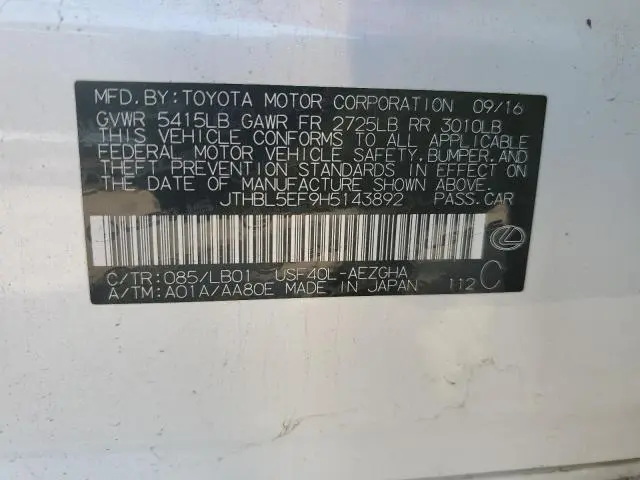 MFD. BY: TOYOTA MOTOR CORPORATION 09/16
GVWR 5415LB GAWR FR 2725LB RR 3010LB
THIS VEHICLE CONFORMS TO ALL APPLICABLE
FEDERAL MOTOR VEHICLE SAFETY, BUMPER, AND
THEFT PREVENTION STANDARDS IN EFFECT ON
THE DATE OF MANUFACTURE SHOWN ABOVE.
JTHBL5EF9H5143892 PASS. CAR
C/TR: 085/LB01 USF40L-AEZGHA
A/TM: A01A/AA80E MADE IN JAPAN 112 C